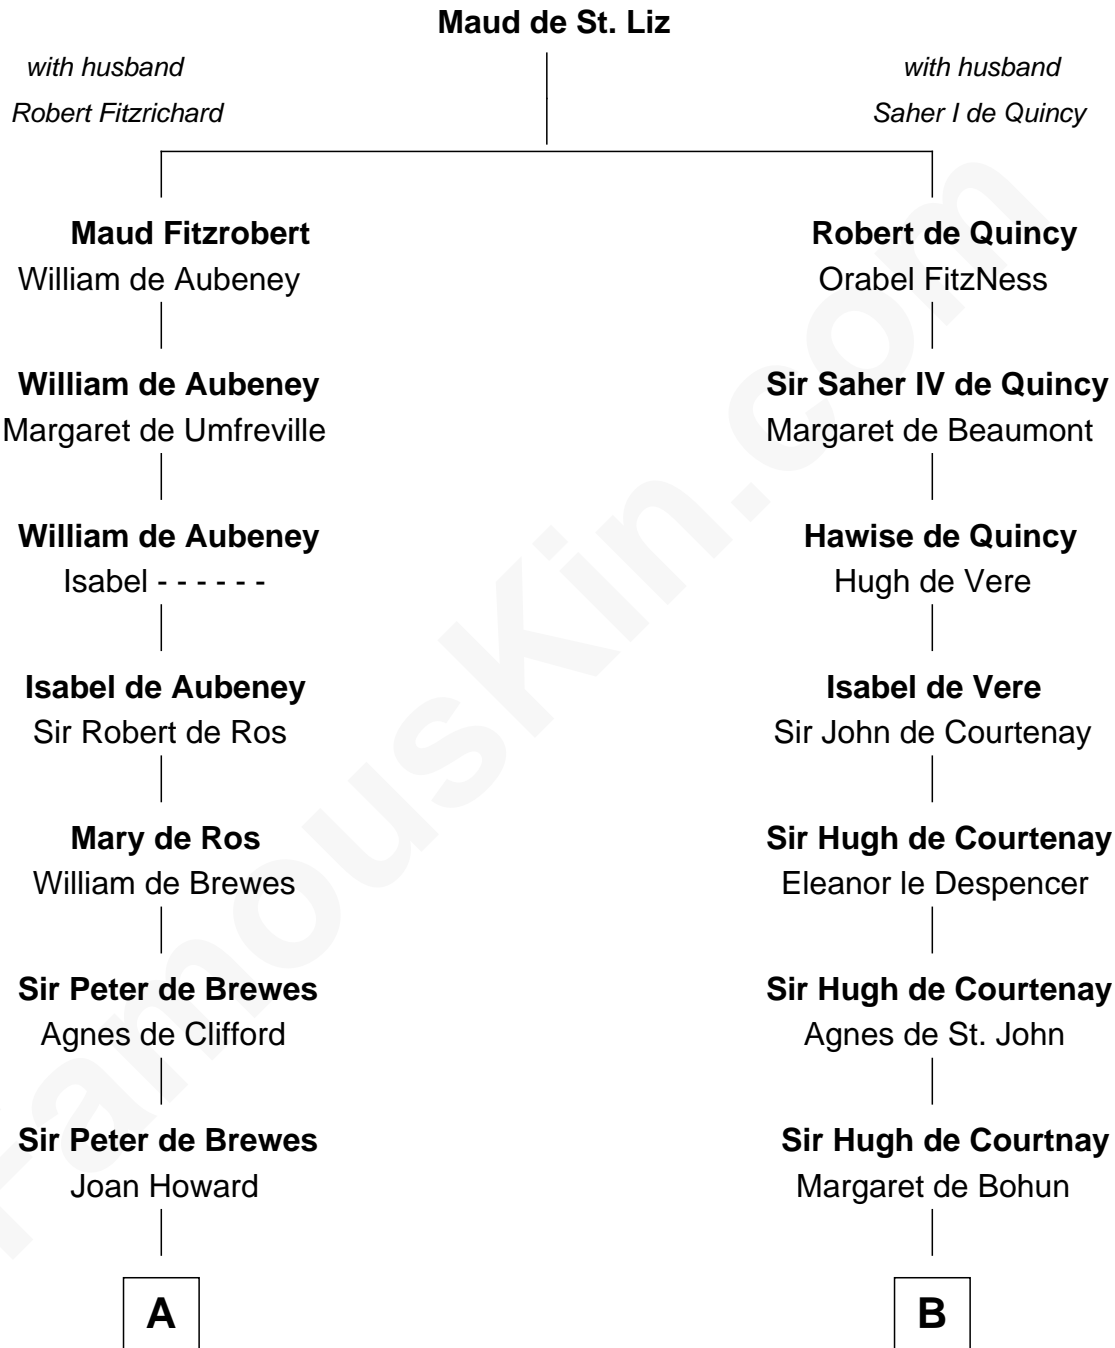 Maud de St. Liz
with husband
Robert Fitzrichard
with husband
Saher I de Quincy
Maud Fitzrobert
William de Aubeney
Robert de Quincy
Orabel FitzNess
William de Aubeney
Margaret de Umfreville
Sir Saher IV de Quincy
Margaret de Beaumont
William de Aubeney
Isabel - - - - - -
Hawise de Quincy
Hugh de Vere
Isabel de Aubeney
Sir Robert de Ros
Isabel de Vere
Sir John de Courtenay
Mary de Ros
William de Brewes
Sir Hugh de Courtenay
Eleanor le Despencer
Sir Peter de Brewes
Agnes de Clifford
Sir Hugh de Courtenay
Agnes de St. John
Sir Peter de Brewes
Joan Howard
Sir Hugh de Courtnay
Margaret de Bohun
A
B
FamousKin.com